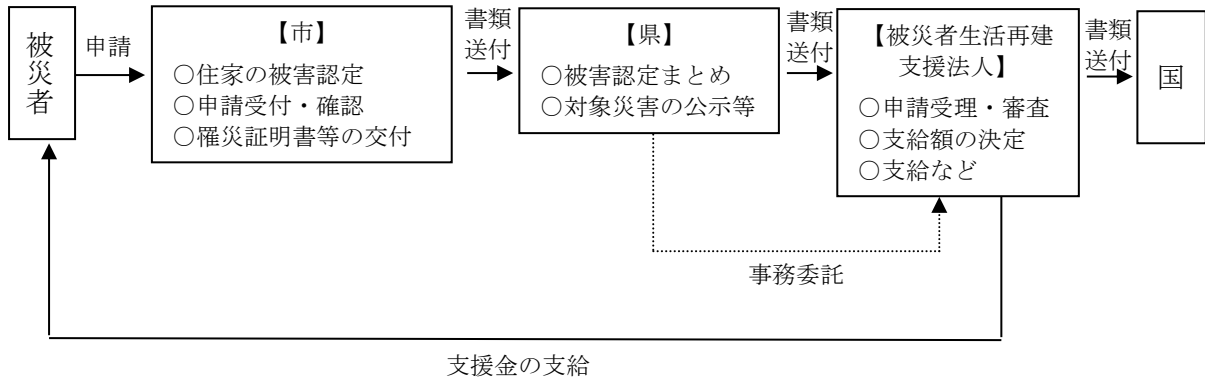 被災者
申請
【市】
○住家の被害認定
○申請受付・確認
○罹災証明書等の交付
書類
送付
【県】
○被害認定まとめ
○対象災害の公示等
書類
送付
【被災者生活再建
支援法人】
○申請受理・審査
○支給額の決定
○支給など
書類
送付
国
事務委託
支援金の支給